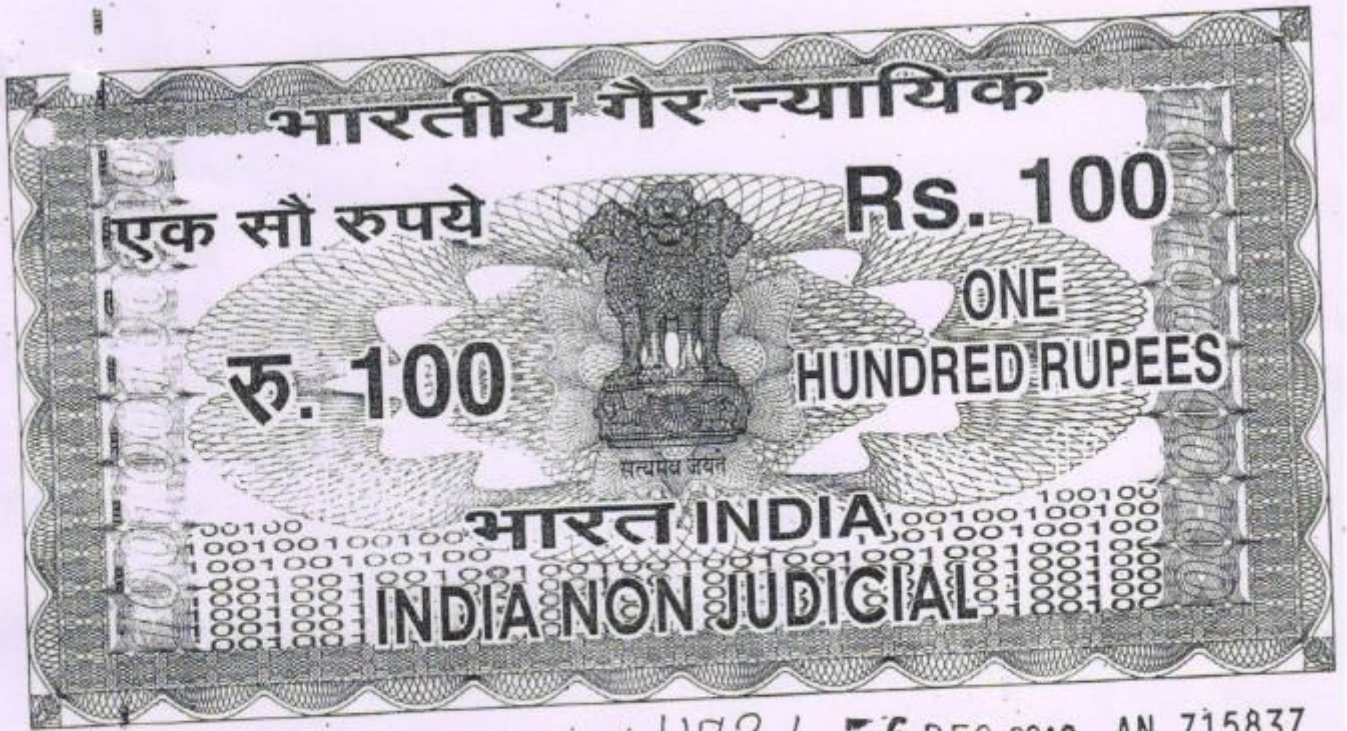 भारतीय गैर न्यायिक
एक सौ रुपये
Rs. 100
ONE
HUNDRED RUPEES
रु. 100
सत्यमेव जयते
भारत INDIA
INDIA NON JUDICIAL
DEC
AN 715837